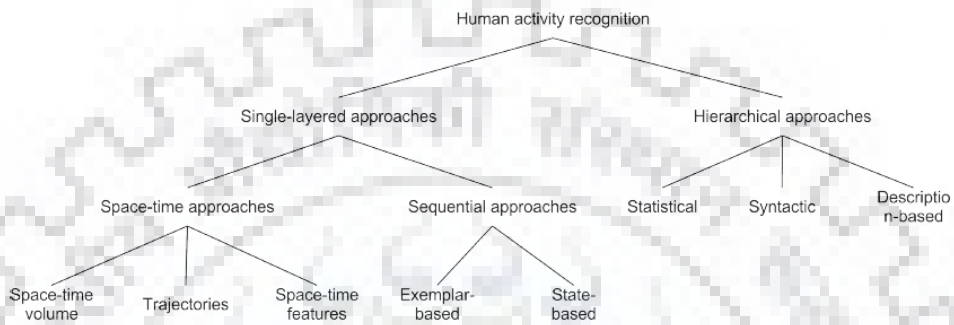 Human activity recognition
Single-layered approaches
Hierarchical approaches
Space-time approaches
Sequential approaches
Statistical
Syntactic
Descriptio
n-based
Space-time
volume
Trajectories
Space-time
features
Exemplar-
based
State-
based